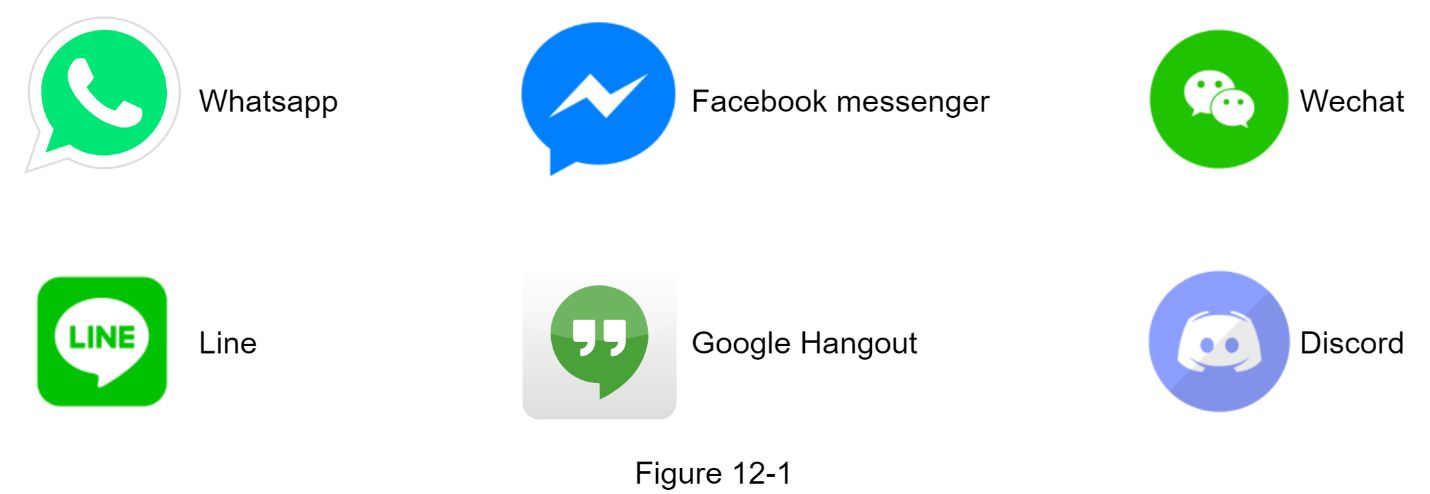 Whatsapp
Facebook messenger
Wechat
LINE
Line
Google Hangout
Discord
Figure 12-1